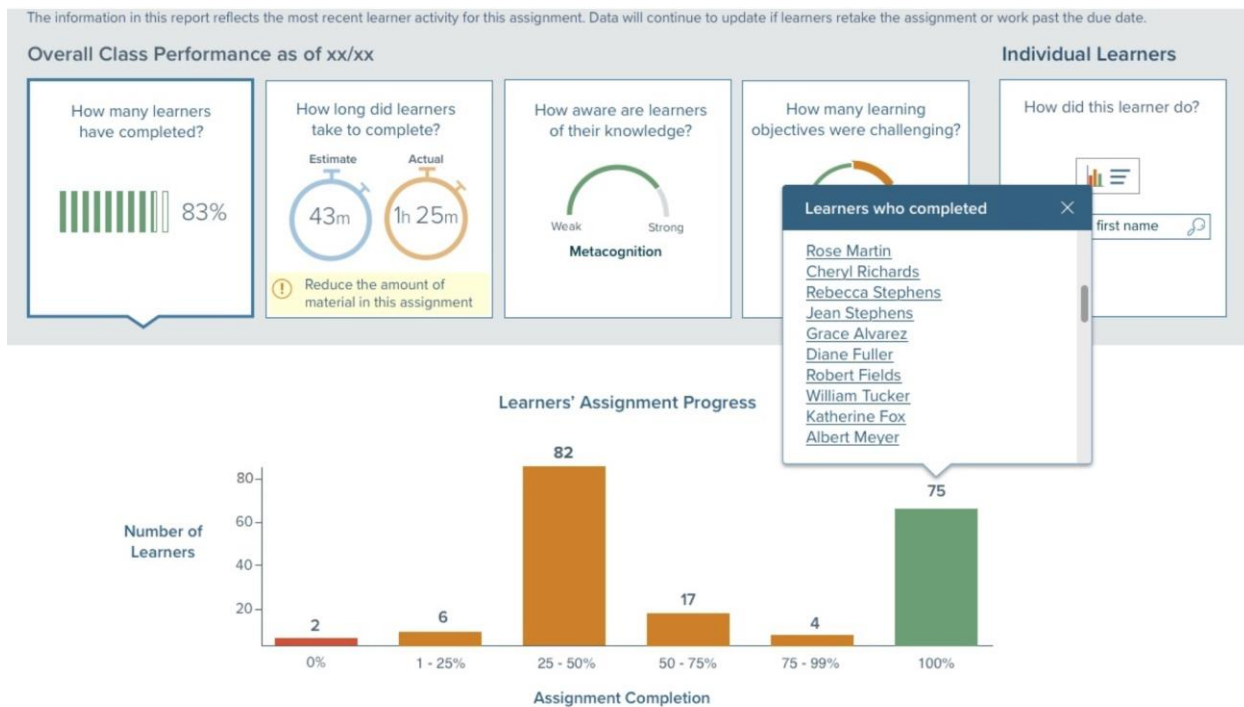 The information in this report reflects the most recent learner activity for this assignment. Data will continue to update if learners retake the assignment or work past the due date.
Overall Class Performance as of xx/xx
Individual Learners
How many learners
have completed?
83%
How long did learners
take to complete?
Estimate
Actual
43m
1h 25m
Reduce the amount of
material in this assignment
How aware are learners
of their knowledge?
Weak
Strong
Metacognition
How many learning
objectives were challenging?
How did this learner do?
first name
Learners who completed
Rose Martin
Cheryl Richards
Rebecca Stephens
Jean Stephens
Grace Alvarez
Diane Fuller
Robert Fields
William Tucker
Katherine Fox
Albert Meyer
Learners’ Assignment Progress
Number of
Learners
80
60
40
20
2
6
82
17
4
75
0%
1 - 25%
25 - 50%
50 - 75%
75 - 99%
100%
Assignment Completion